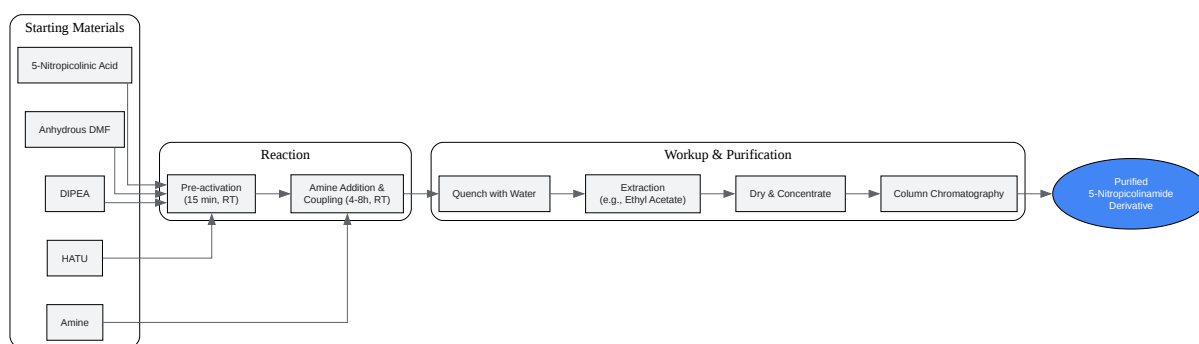 Starting Materials
5-Nitropicolinic Acid
Anhydrous DMF
DIPEA
HATU
Amine
Reaction
Pre-activation
(15 min, RT)
Amine Addition &
Coupling (4-8h, RT)
Workup & Purification
Quench with Water
Extraction
(e.g., Ethyl Acetate)
Dry & Concentrate
Column Chromatography
Purified
5-Nitropicolinamide
Derivative